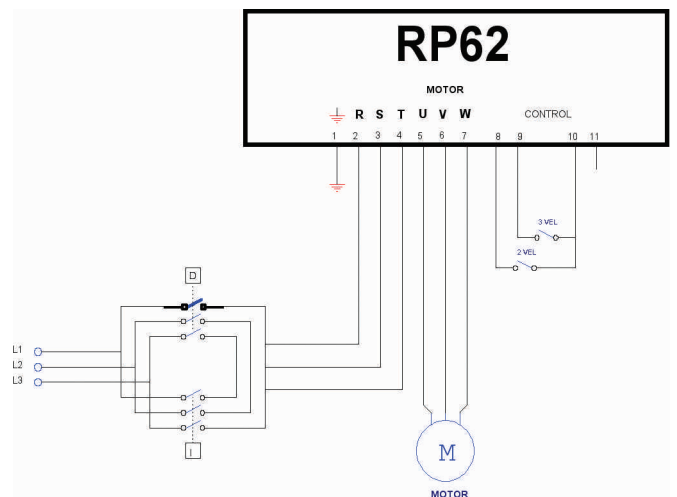 RP62
MOTOR
R S T U V W CONTROL
1 2 3 4 5 6 7 8 9 10 11
3 VEL
2 VEL
D
L1
L2
L3
I
M
MOTOR